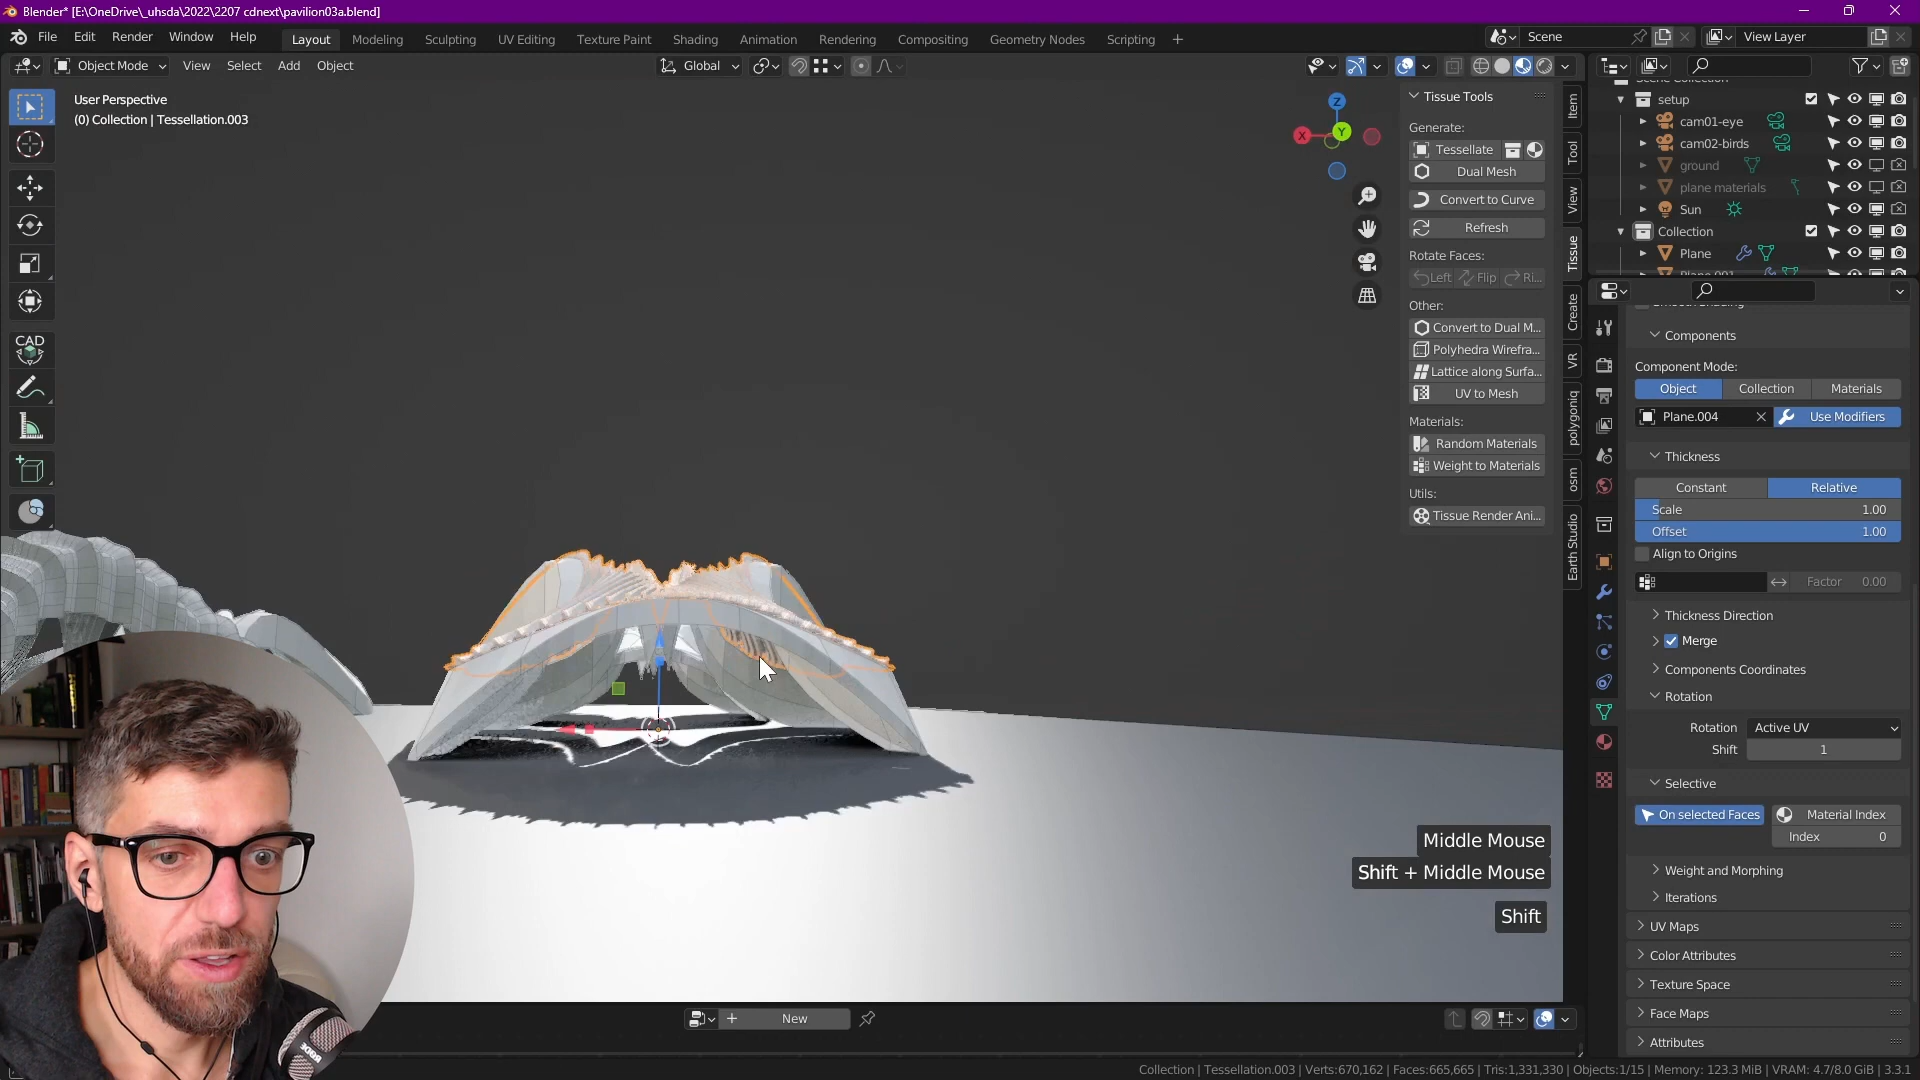 Blender* [E:\OneDrive\_uhsda\2022\2207 cdnext\pavilion03a.blend]
File Edit Render Window Help
Layout Modeling Sculpting UV Editing Texture Paint Shading Animation Rendering Compositing Geometry Nodes Scripting +
Scene
View Layer
Object Mode View Select Add Object
Global
User Perspective
(0) Collection | Tessellation.003
CAD
Z
X
Y
Tissue Tools
Generate:
Tessellate
Dual Mesh
Convert to Curve
Refresh
Rotate Faces:
Left Flip Ri...
Other:
Convert to Dual M...
Polyhedra Wirefra...
Lattice along Surfa...
UV to Mesh
Materials:
Random Materials
Weight to Materials
Utils:
Tissue Render Ani...
Item
Tool
View
Tissue
Create
VR
polygoniq
osm
Earth Studio
setup
cam01-eye
cam02-birds
ground
plane materials
Sun
Collection
Plane
Components
Component Mode:
Object Collection Materials
Plane.004 Use Modifiers
Thickness
Constant Relative
Scale 1.00
Offset 1.00
Align to Origins
Factor 0.00
Thickness Direction
Merge
Components Coordinates
Rotation
Rotation Active UV
Shift 1
Selective
On selected Faces Material Index
Index 0
Weight and Morphing
Iterations
UV Maps
Color Attributes
Texture Space
Face Maps
Attributes
Middle Mouse
Shift + Middle Mouse
Shift
RODE
+ New
Collection | Tessellation.003 | Verts:670,162 | Faces:665,665 | Tris:1,331,330 | Objects:1/15 | Memory: 123.3 MiB | VRAM: 4.7/8.0 GiB | 3.3.1